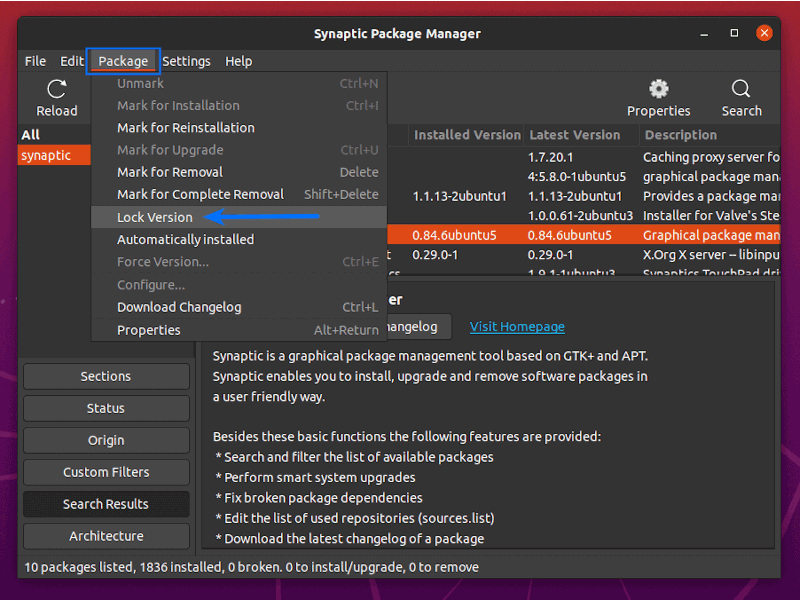 Synaptic Package Manager
File Edit Package Settings Help
Reload
Properties
Search
All
synaptic
Unmark Ctrl+N
Mark for Installation Ctrl+I
Mark for Reinstallation
Mark for Upgrade Ctrl+U
Mark for Removal Delete
Mark for Complete Removal Shift+Delete
Lock Version
Automatically installed
Force Version... Ctrl+E
Configure...
Download Changelog Ctrl+L
Properties Alt+Return
Installed Version Latest Version Description
1.7.20.1 Caching proxy server fo
4:5.8.0-1ubuntu5 graphical package man
1.1.13-2ubuntu1 1.1.13-2ubuntu1 Provides a package man
1.0.0.61-2ubuntu3 Installer for Valve's Ste
0.84.6ubuntu5 0.84.6ubuntu5 Graphical package man
0.29.0-1 0.29.0-1 X.Org X server -- libinpu
1.9.1-2ubuntu3 Synaptics TouchPad dri
er
hangelog Visit Homepage
Synaptic is a graphical package management tool based on GTK+ and APT.
Synaptic enables you to install, upgrade and remove software packages in
a user friendly way.
Besides these basic functions the following features are provided:
* Search and filter the list of available packages
* Perform smart system upgrades
* Fix broken package dependencies
* Edit the list of used repositories (sources.list)
* Download the latest changelog of a package
Sections
Status
Origin
Custom Filters
Search Results
Architecture
10 packages listed, 1836 installed, 0 broken. 0 to install/upgrade, 0 to remove